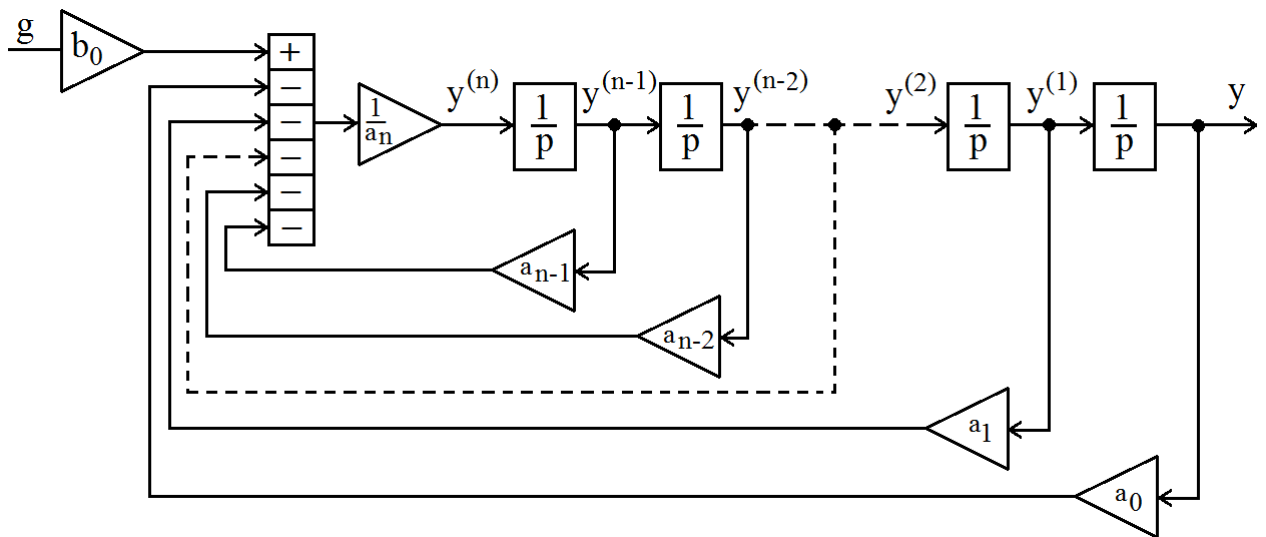 g
b₀
+
−
−
−
−
−
1/aₙ
y⁽ⁿ⁾
1/p
y⁽ⁿ⁻¹⁾
1/p
y⁽ⁿ⁻²⁾
y⁽²⁾
1/p
y⁽¹⁾
1/p
y
aₙ₋₁
aₙ₋₂
a₁
a₀